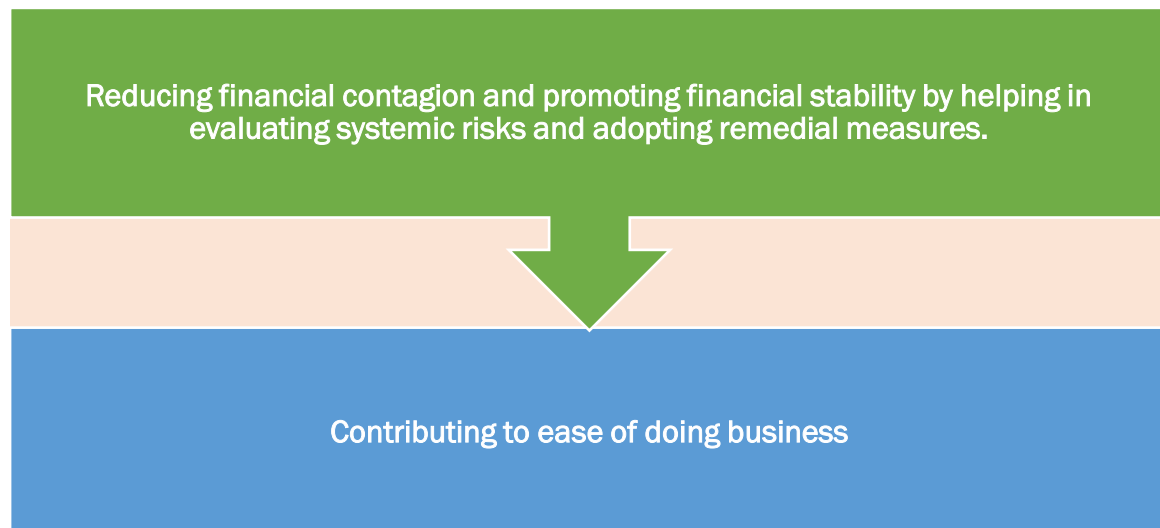 Reducing financial contagion and promoting financial stability by helping in
evaluating systemic risks and adopting remedial measures.
Contributing to ease of doing business